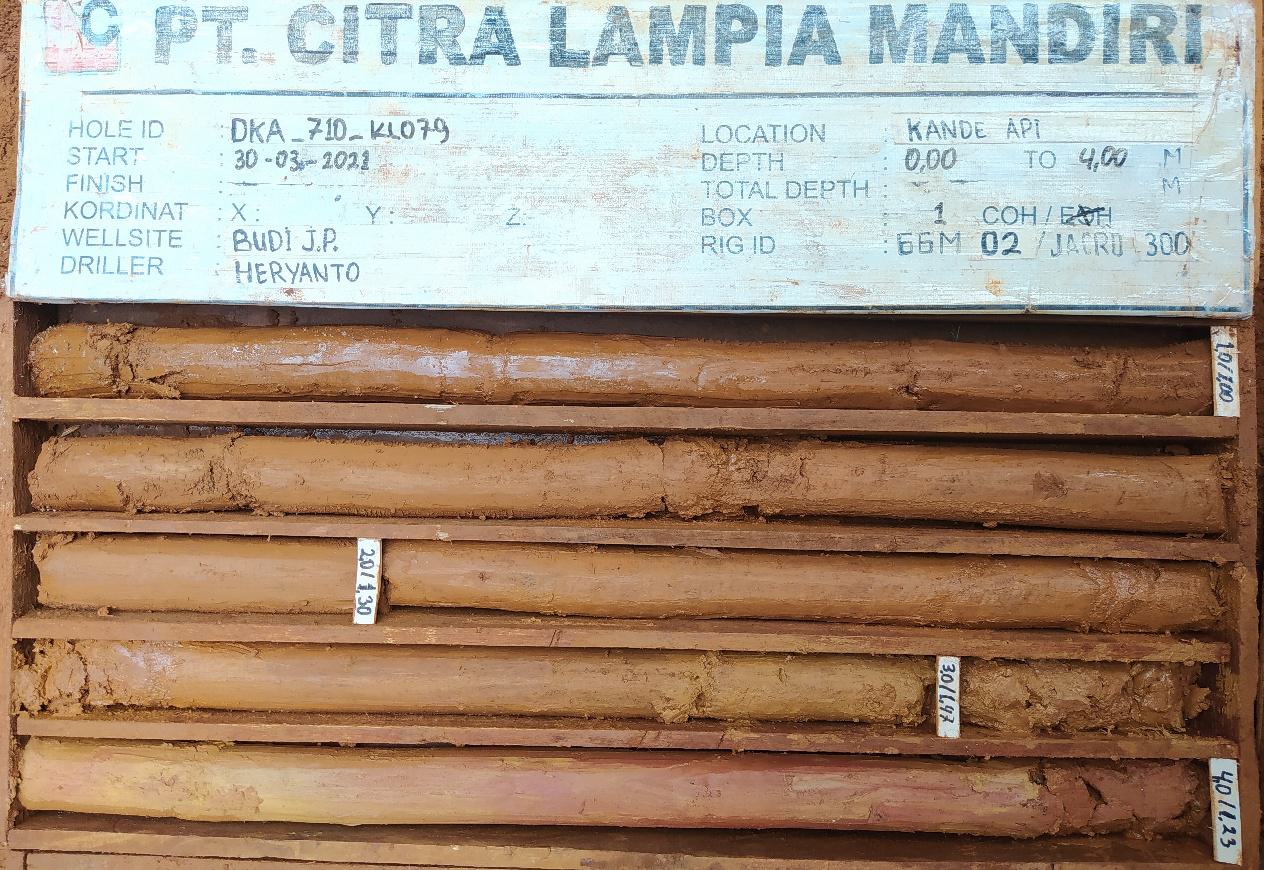 PT. CITRA LAMPIA MANDIRI
HOLE ID : DKA_710_KL079
START : 30-03-2021
FINISH :
KORDINAT : X : Y : Z:
WELLSITE : BUDI J.P.
DRILLER : HERYANTO
LOCATION : KANDE API
DEPTH : 0,00 TO 4,00 M
TOTAL DEPTH : M
BOX : 1 COH / EOH
RIG ID : GGM 02 / JACRO 300
1,0/1,00
2,0/1,30
3,0/1,47
4,0/1,23